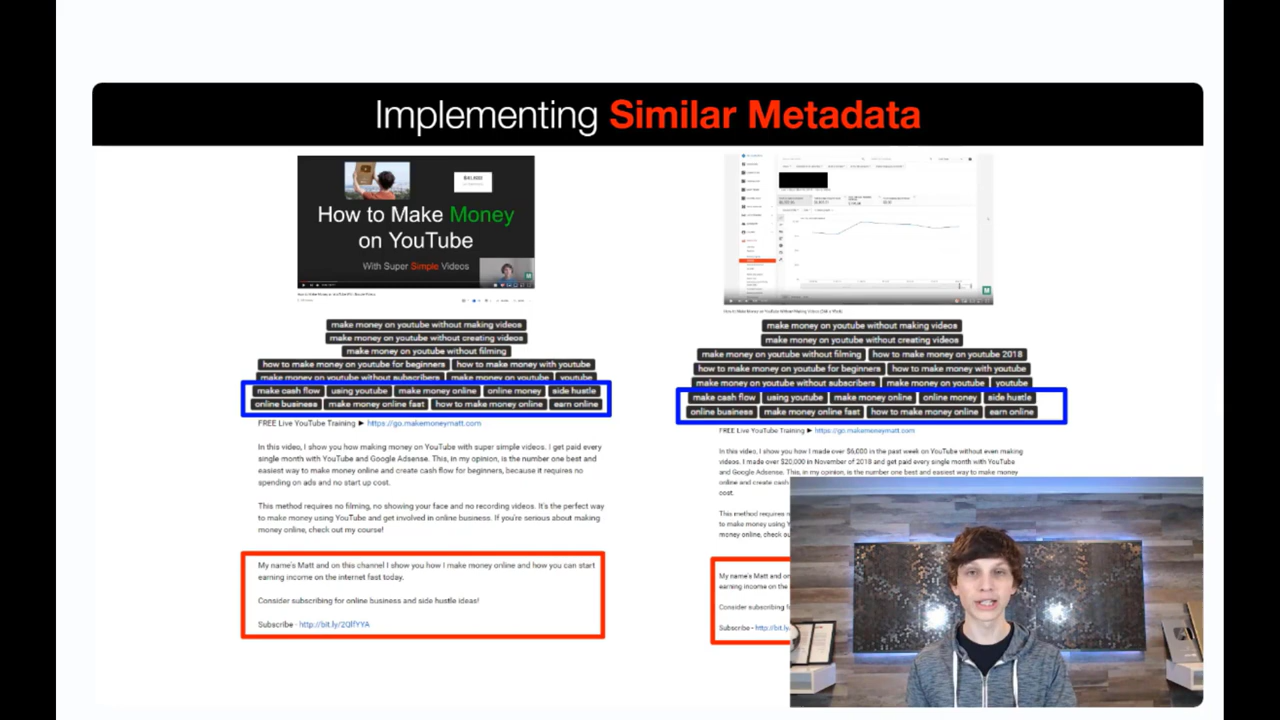 Implementing Similar Metadata
How to Make Money
on YouTube
With Super Simple Videos
make money on youtube without making videos
make money on youtube without creating videos
make money on youtube without filming
how to make money on youtube for beginners how to make money with youtube
make money on youtube without subscribers make money on youtube youtube
make cash flow using youtube make money online online money side hustle
online business make money online fast how to make money online earn online
FREE Live YouTube Training ► https://go.makemoneymatt.com
In this video, I show you how making money on YouTube with super simple videos. I get paid every
single month with YouTube and Google Adsense. This, in my opinion, is the number one best and
easiest way to make money online and create cash flow for beginners, because it requires no
spending on ads and no start up cost.
This method requires no filming, no showing your face and no recording videos. It's the perfect way
to make money using YouTube and get involved in online business. If you're serious about making
money online, check out my course!
My name's Matt and on this channel I show you how I make money online and how you can start
earning income on the internet fast today.
Consider subscribing for online business and side hustle ideas!
Subscribe - http://bit.ly/2QlfYYA
make money on youtube without making videos
make money on youtube without creating videos
make money on youtube without filming how to make money on youtube 2018
how to make money on youtube for beginners how to make money with youtube
make money on youtube without subscribers make money on youtube youtube
make cash flow using youtube make money online online money side hustle
online business make money online fast how to make money online earn online
FREE Live YouTube Training ► https://go.makemoneymatt.com
In this video, I show you how I made over $6,000 in the past week on YouTube without even making
videos. I made over $20,000 in November of 2018 and get paid every single month with YouTube
and Google Adsense. This, in my opinion, is the number one best and easiest way to make money
online and create cash
cost.
This method requires
to make money using
money online, check
My name's Matt and on
earning income on the
Consider subscribing
Subscribe - http://bit.ly